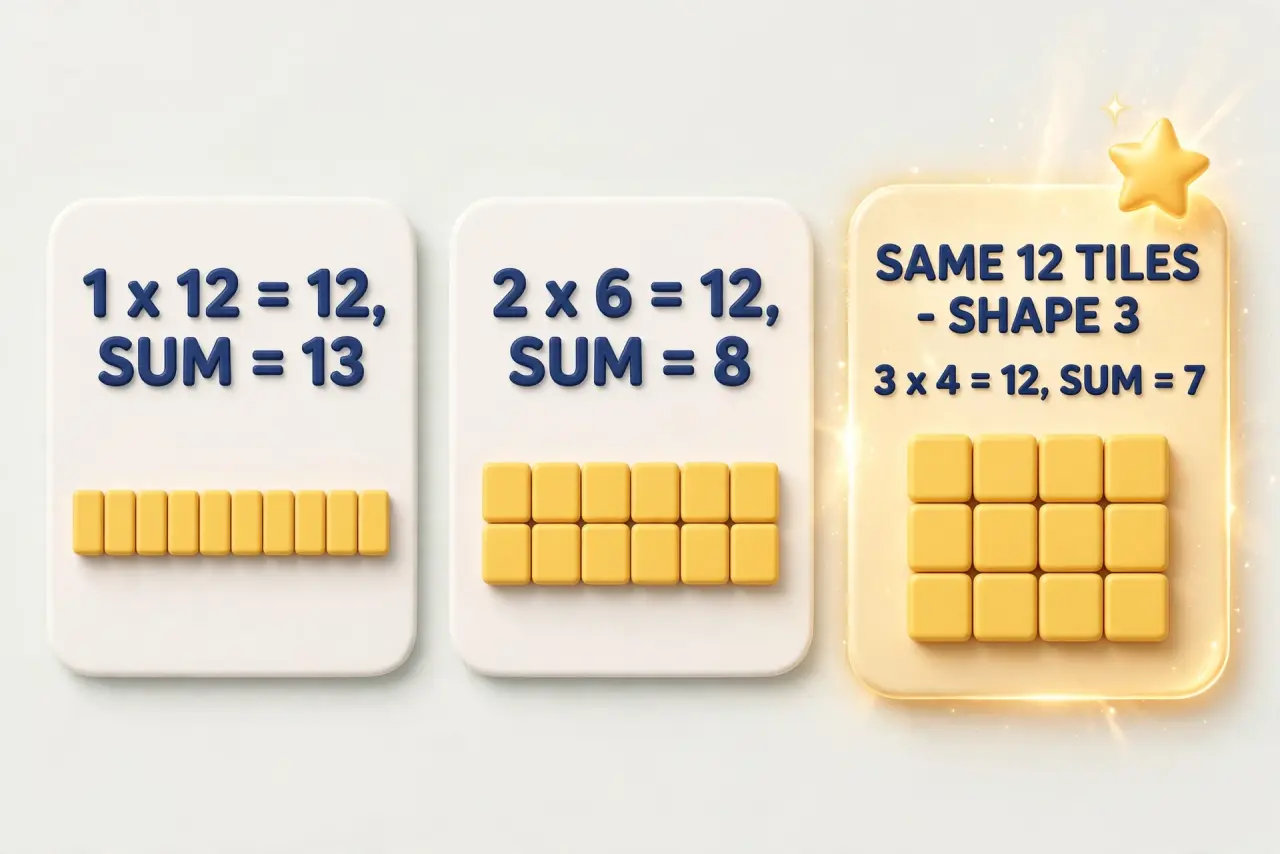 1 x 12 = 12,
SUM = 13
2 x 6 = 12,
SUM = 8
SAME 12 TILES
- SHAPE 3
3 x 4 = 12, SUM = 7